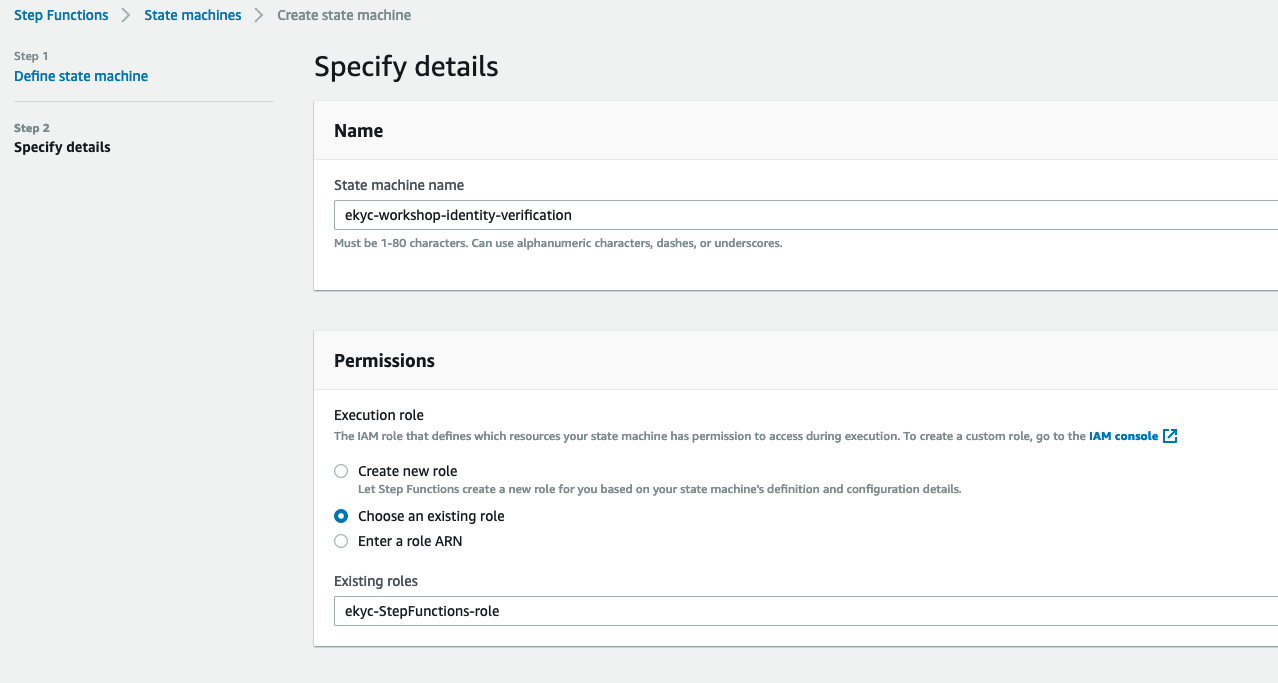 Step Functions > State machines > Create state machine
Step 1
Define state machine
Step 2
Specify details
Specify details
Name
State machine name
ekyc-workshop-identity-verification
Must be 1-80 characters. Can use alphanumeric characters, dashes, or underscores.
Permissions
Execution role
The IAM role that defines which resources your state machine has permission to access during execution. To create a custom role, go to the IAM console
Create new role
Let Step Functions create a new role for you based on your state machine's definition and configuration details.
Choose an existing role
Enter a role ARN
Existing roles
ekyc-StepFunctions-role